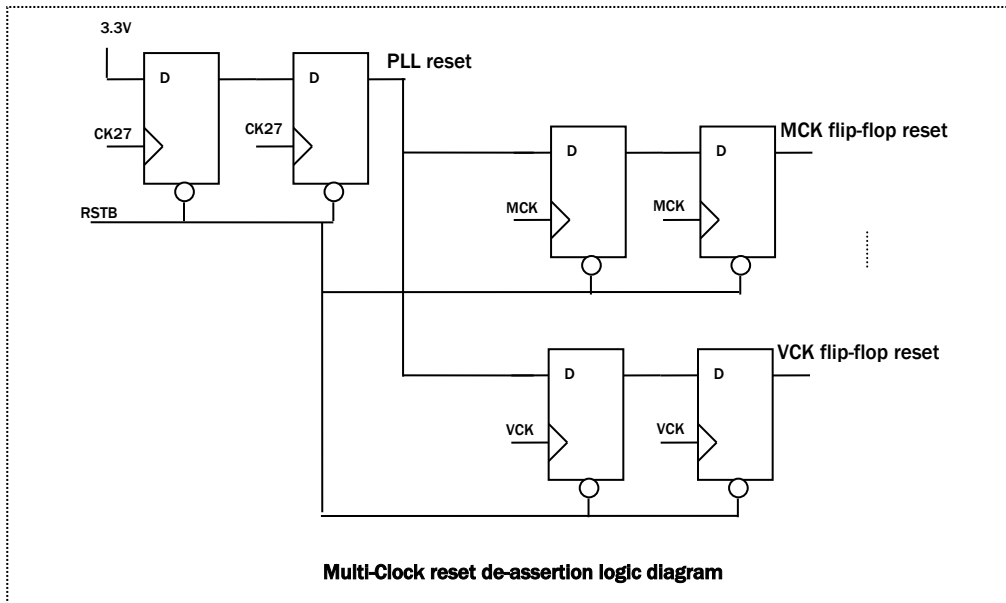 3.3V
PLL reset
D
D
CK27
CK27
MCK flip-flop reset
D
D
RSTB
MCK
MCK
VCK flip-flop reset
D
D
VCK
VCK
Multi-Clock reset de-assertion logic diagram